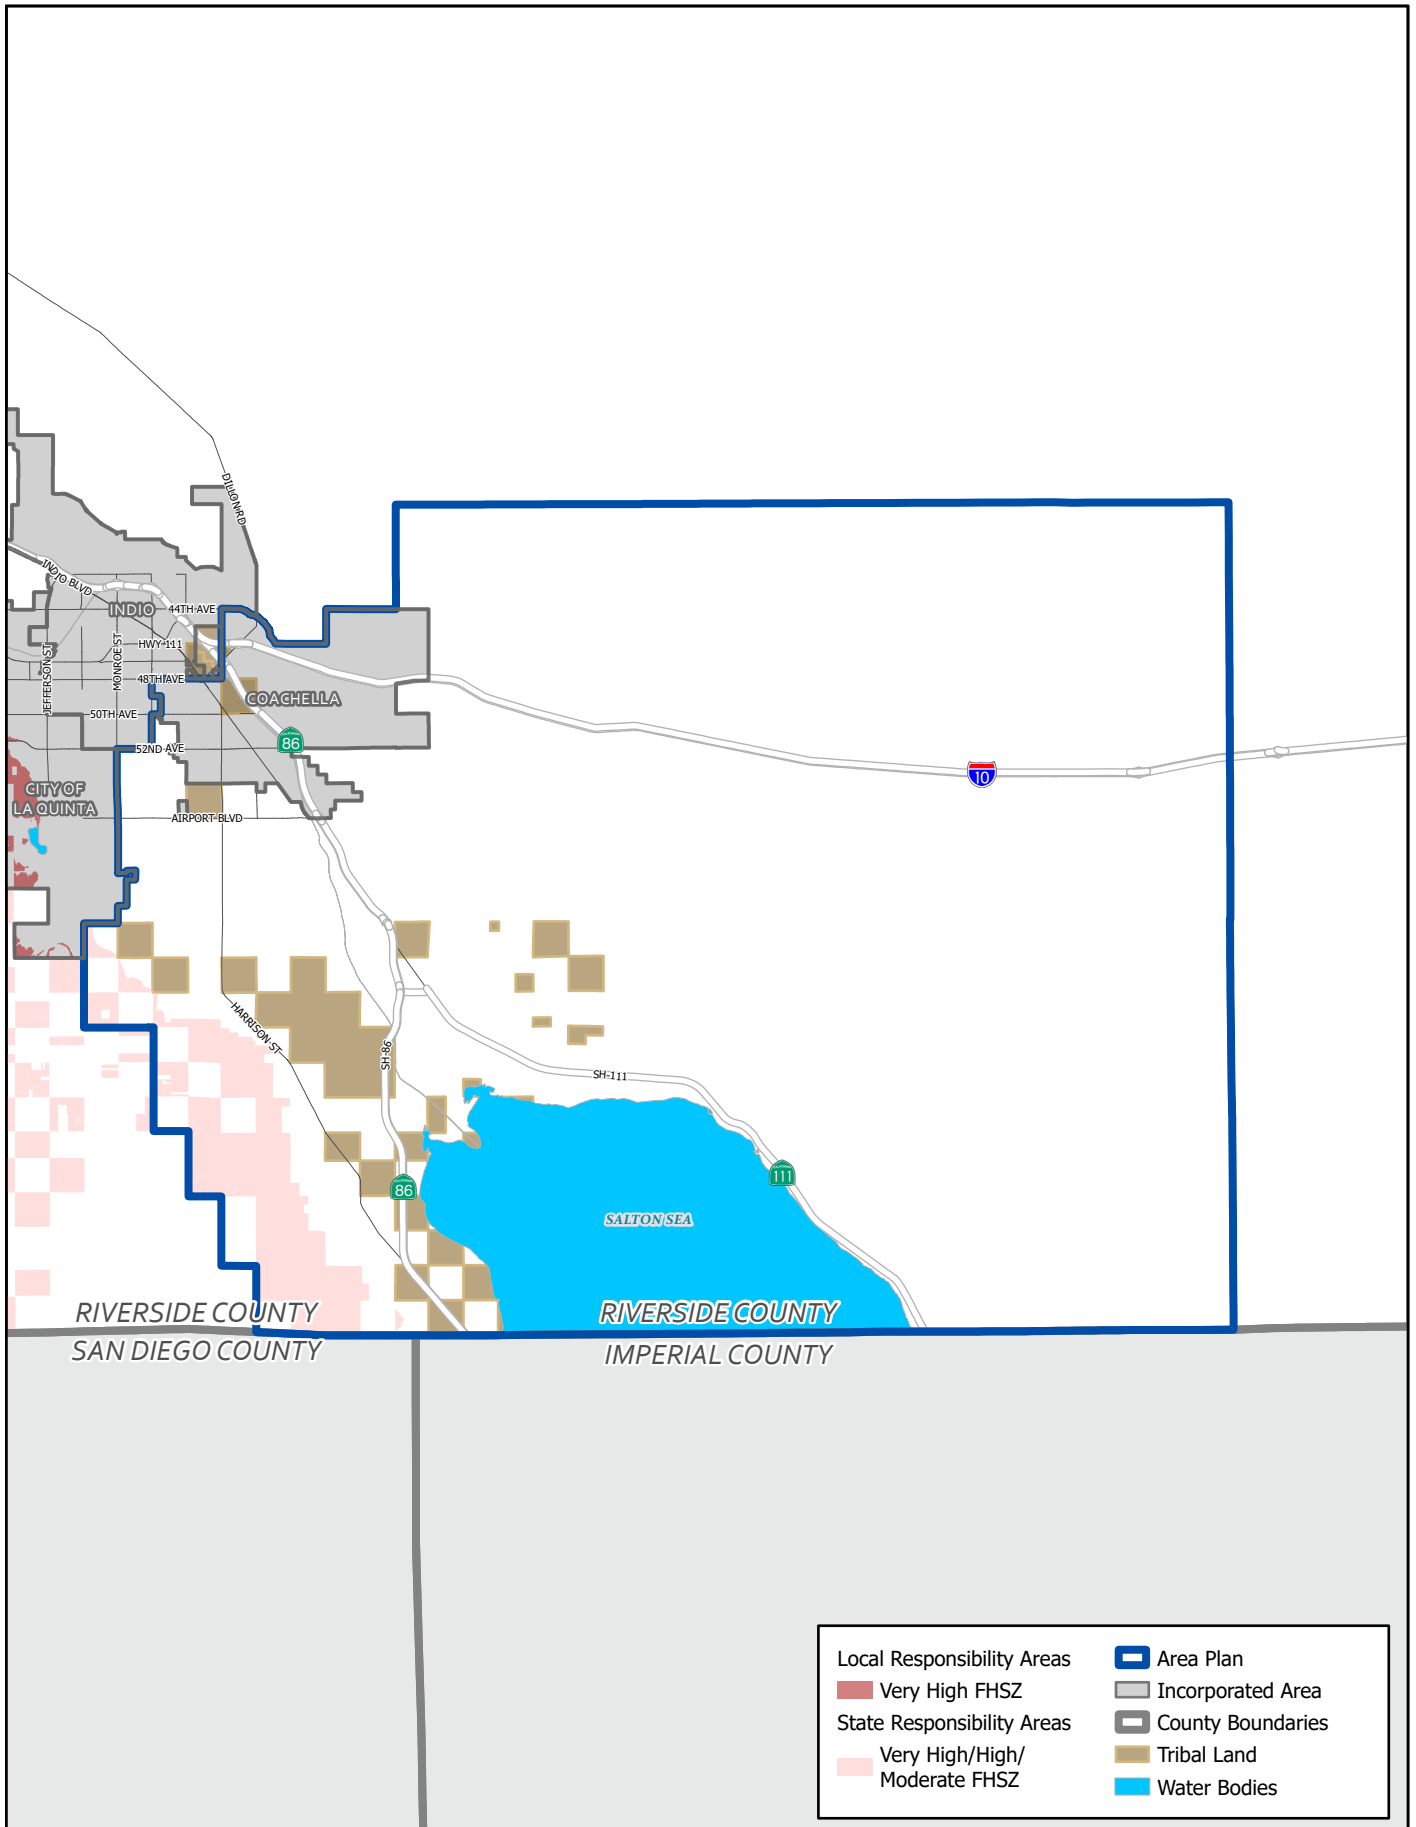 DILLON RD
INDIO BLVD
INDIO
44TH AVE
HWY 111
JEFFERSON ST
MONROE ST
48TH AVE
COACHELLA
50TH AVE
86
52ND AVE
10
CITY OF
LA QUINTA
AIRPORT BLVD
HARRISON ST
SH-86
SH-111
111
86
SALTON SEA
RIVERSIDE COUNTY
RIVERSIDE COUNTY
SAN DIEGO COUNTY
IMPERIAL COUNTY
Local Responsibility Areas
Very High FHSZ
State Responsibility Areas
Very High/High/
Moderate FHSZ
Area Plan
Incorporated Area
County Boundaries
Tribal Land
Water Bodies